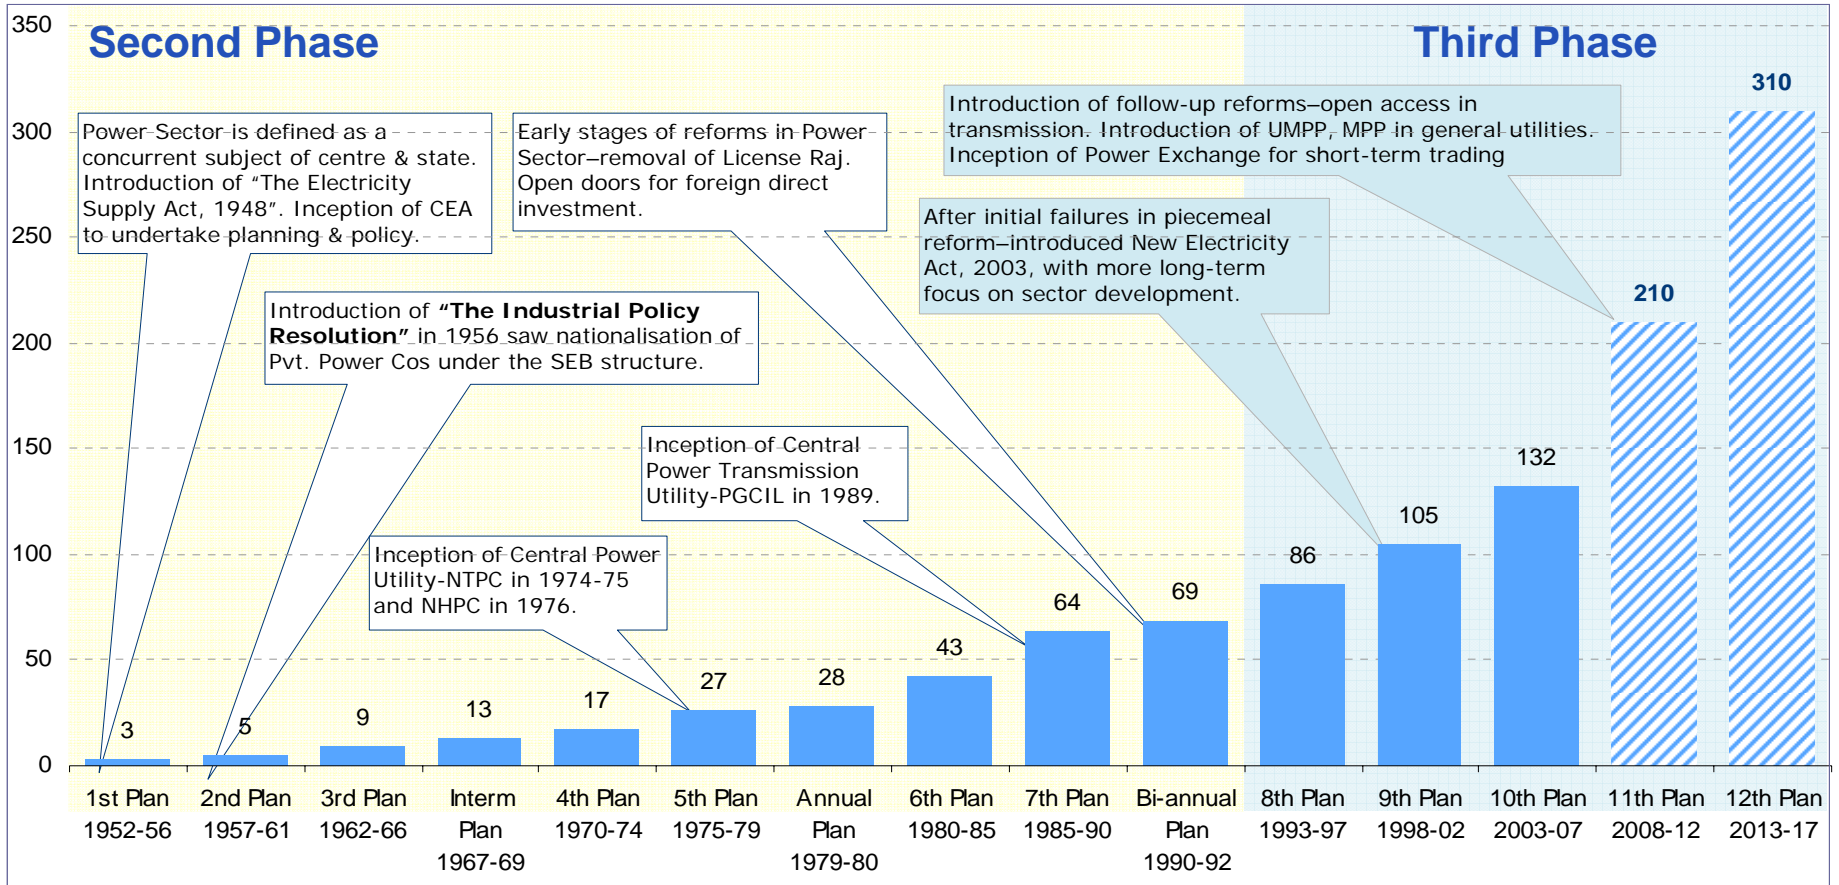 Second Phase
Third Phase
350
300
250
200
150
100
50
0
Power Sector is defined as a
concurrent subject of centre & state.
Introduction of “The Electricity
Supply Act, 1948”. Inception of CEA
to undertake planning & policy.
Early stages of reforms in Power
Sector–removal of License Raj.
Open doors for foreign direct
investment.
Introduction of follow-up reforms–open access in
transmission. Introduction of UMPP, MPP in general utilities.
Inception of Power Exchange for short-term trading
After initial failures in piecemeal
reform–introduced New Electricity
Act, 2003, with more long-term
focus on sector development.
Introduction of “The Industrial Policy
Resolution” in 1956 saw nationalisation of
Pvt. Power Cos under the SEB structure.
Inception of Central
Power Transmission
Utility-PGCIL in 1989.
Inception of Central Power
Utility-NTPC in 1974-75
and NHPC in 1976.
3
5
9
13
17
27
28
43
64
69
86
105
132
210
310
1st Plan
1952-56
2nd Plan
1957-61
3rd Plan
1962-66
Interm
Plan
1967-69
4th Plan
1970-74
5th Plan
1975-79
Annual
Plan
1979-80
6th Plan
1980-85
7th Plan
1985-90
Bi-annual
Plan
1990-92
8th Plan
1993-97
9th Plan
1998-02
10th Plan
2003-07
11th Plan
2008-12
12th Plan
2013-17